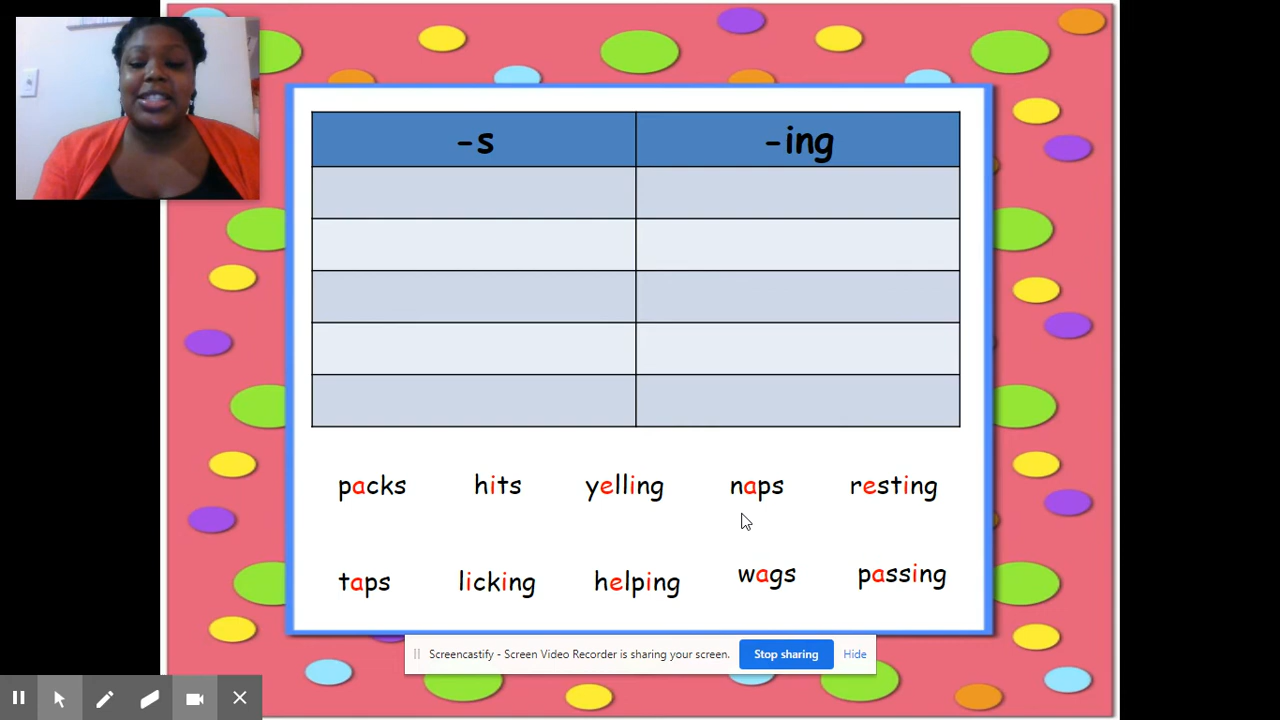 -s -ing
packs hits yelling naps resting
taps licking helping wags passing
Screencastify - Screen Video Recorder is sharing your screen. Stop sharing Hide